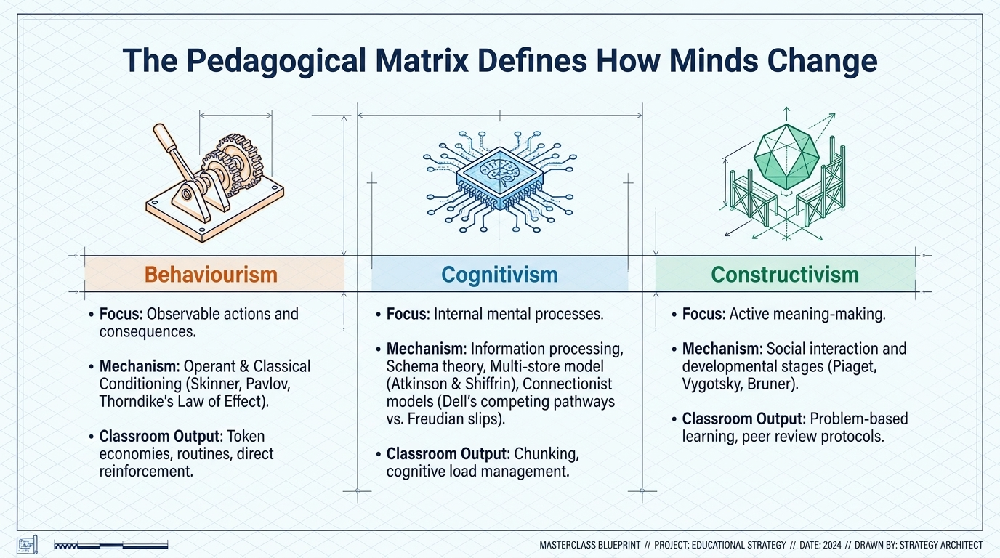 The Pedagogical Matrix Defines How Minds Change
Behaviourism
• Focus: Observable actions and
consequences.
• Mechanism: Operant & Classical
Conditioning (Skinner, Pavlov,
Thorndike's Law of Effect).
• Classroom Output: Token
economies, routines, direct
reinforcement.
Cognitivism
• Focus: Internal mental processes.
• Mechanism: Information processing,
Schema theory, Multi-store model
(Atkinson & Shiffrin), Connectionist
models (Dell's competing pathways
vs. Freudian slips).
• Classroom Output: Chunking,
cognitive load management.
Constructivism
• Focus: Active meaning-making.
• Mechanism: Social interaction and
developmental stages (Piaget,
Vygotsky, Bruner).
• Classroom Output: Problem-based
learning, peer review protocols.
MASTERCLASS BLUEPRINT // PROJECT: EDUCATIONAL STRATEGY // DATE: 2024 // DRAWN BY: STRATEGY ARCHITECT